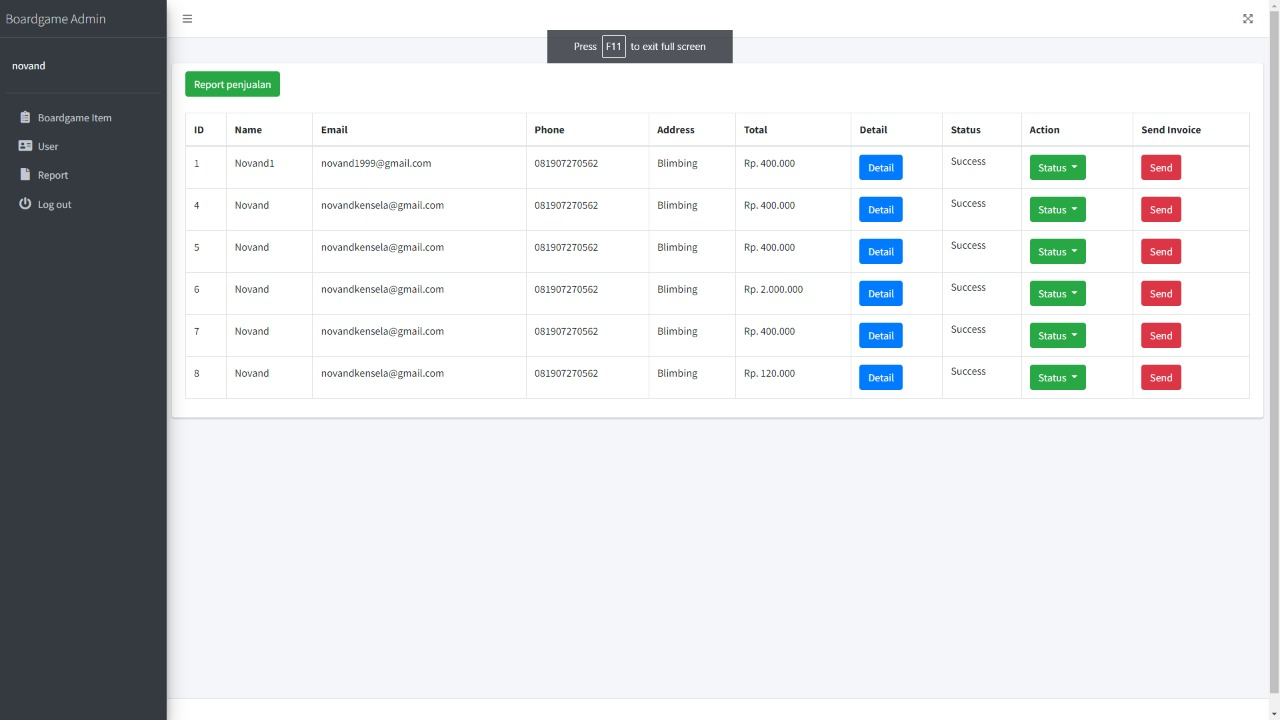 Boardgame Admin
Press F11 to exit full screen
novand
Report penjualan
Boardgame Item
User
Report
Log out
ID Name Email Phone Address Total Detail Status Action Send Invoice
1 Novand1 novand1999@gmail.com 081907270562 Blimbing Rp. 400.000 Detail Success Status Send
4 Novand novandkensela@gmail.com 081907270562 Blimbing Rp. 400.000 Detail Success Status Send
5 Novand novandkensela@gmail.com 081907270562 Blimbing Rp. 400.000 Detail Success Status Send
6 Novand novandkensela@gmail.com 081907270562 Blimbing Rp. 2.000.000 Detail Success Status Send
7 Novand novandkensela@gmail.com 081907270562 Blimbing Rp. 400.000 Detail Success Status Send
8 Novand novandkensela@gmail.com 081907270562 Blimbing Rp. 120.000 Detail Success Status Send